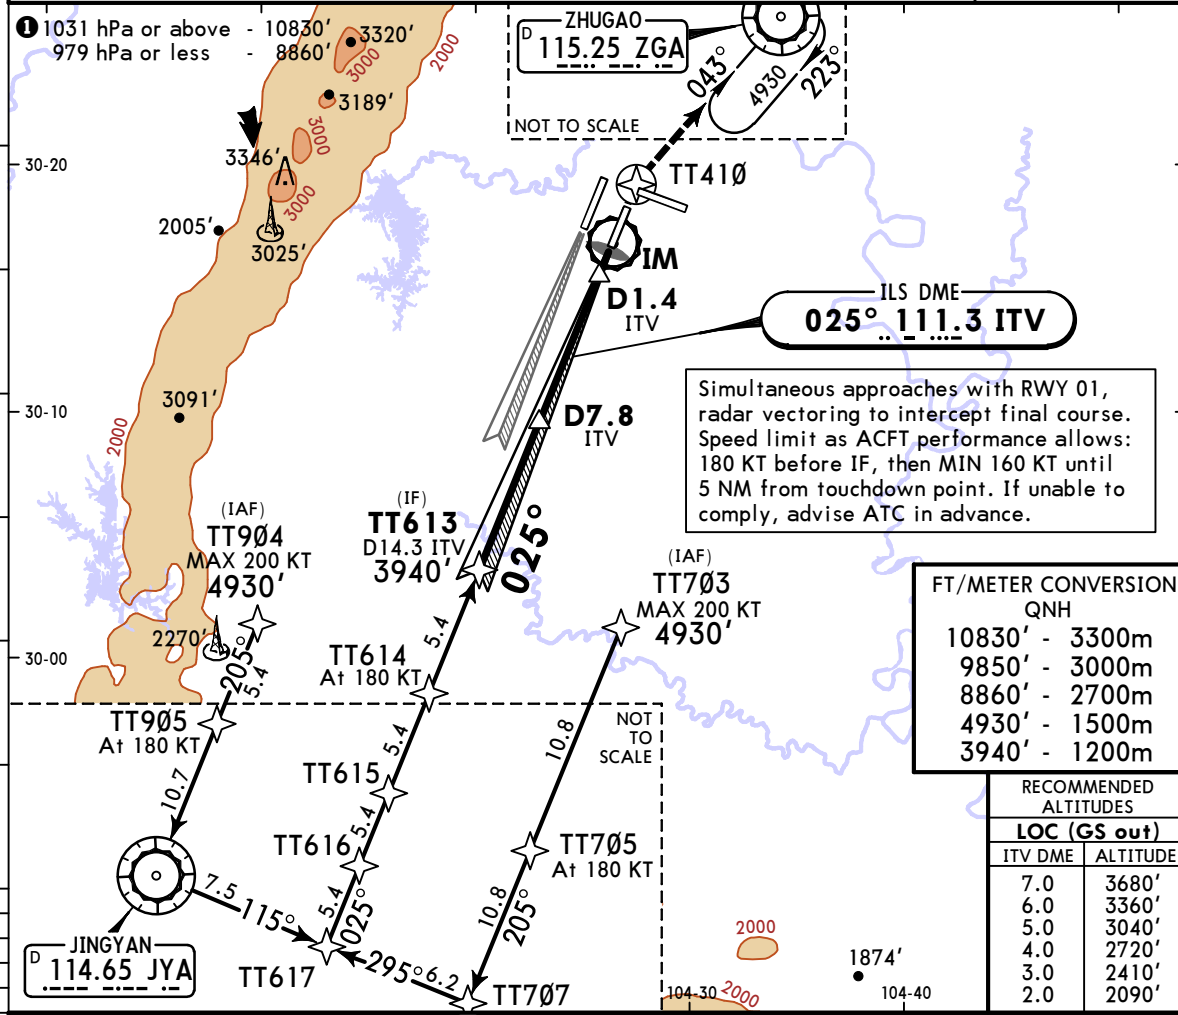 1 1031 hPa or above - 10830'
979 hPa or less - 8860'
3320'
3000
2000
3189'
3000
3346'
3000
2005'
3025'
30-20
ZHUGAO
D 115.25 ZGA
NOT TO SCALE
043°
4930
223°
TT41Ø
IM
D1.4
ITV
ILS DME
025° 111.3 ITV
Simultaneous approaches with RWY 01,
radar vectoring to intercept final course.
Speed limit as ACFT performance allows:
180 KT before IF, then MIN 160 KT until
5 NM from touchdown point. If unable to
comply, advise ATC in advance.
3091'
30-10
2000
D7.8
ITV
(IAF)
TT9Ø4
MAX 200 KT
4930'
(IF)
TT613
D14.3 ITV
3940'
025°
(IAF)
TT7Ø3
MAX 200 KT
4930'
FT/METER CONVERSION
QNH
10830' - 3300m
9850' - 3000m
8860' - 2700m
4930' - 1500m
3940' - 1200m
2270'
30-00
205°
5.4
5.4
TT614
At 180 KT
TT9Ø5
At 180 KT
NOT
TO
SCALE
10.7
5.4
10.8
TT615
5.4
TT616
TT7Ø5
At 180 KT
5.4
025°
10.8
205°
7.5
115°
JINGYAN
D 114.65 JYA
TT617
295°
6.2
TT7Ø7
RECOMMENDED
ALTITUDES
LOC (GS out)
ITV DME ALTITUDE
7.0 3680'
6.0 3360'
5.0 3040'
4.0 2720'
3.0 2410'
2.0 2090'
2000
1874'
104-30
2000
104-40